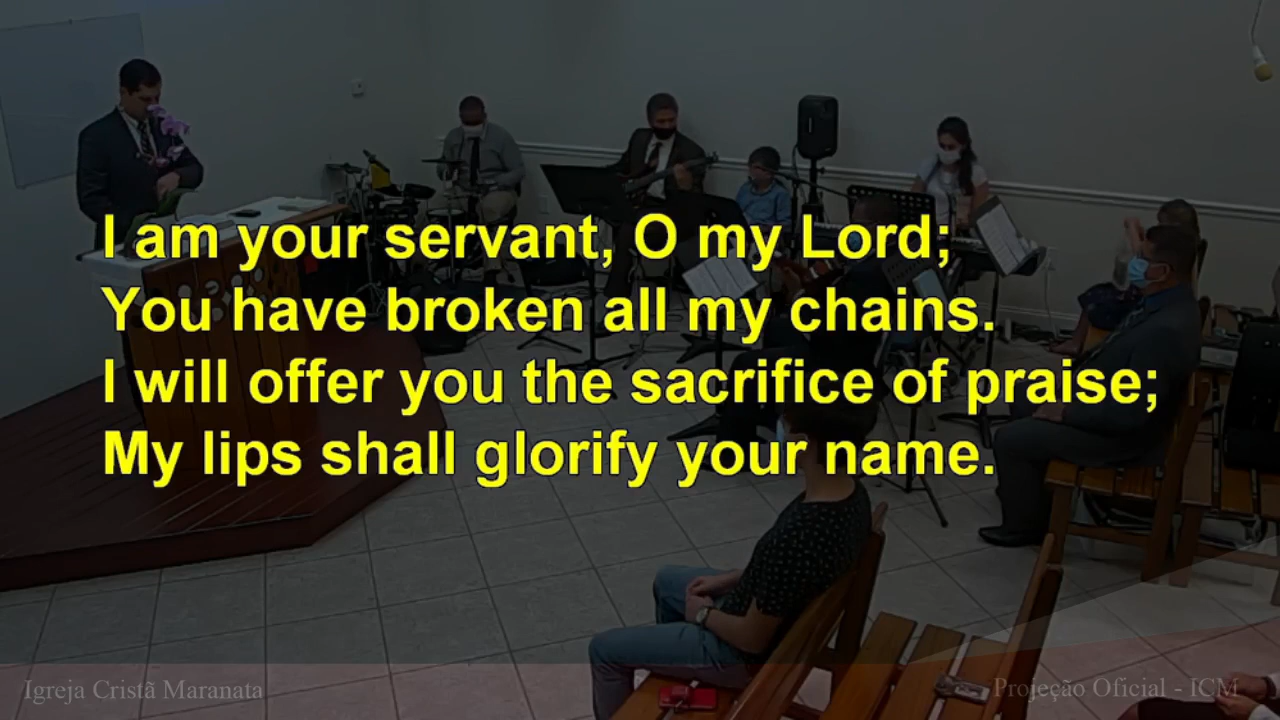 I am your servant, O my Lord;
You have broken all my chains.
I will offer you the sacrifice of praise;
My lips shall glorify your name.
Igreja Cristã Maranata
Projeção Oficial - ICM